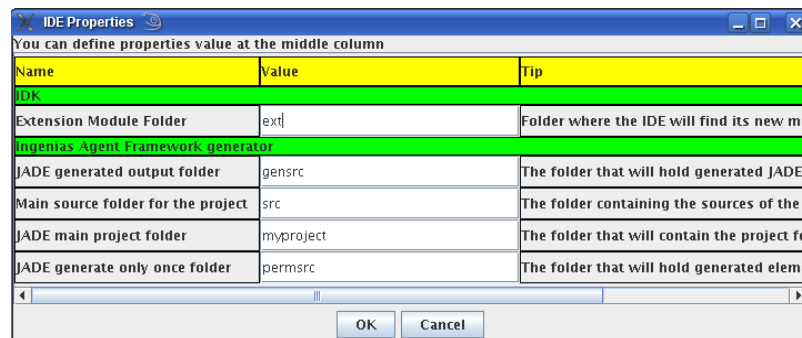 IDE Properties
You can define properties value at the middle column
Name Value Tip
IDK
Extension Module Folder ext Folder where the IDE will find its new m
Ingenias Agent Framework generator
JADE generated output folder gensrc The folder that will hold generated JADE
Main source folder for the project src The folder containing the sources of the
JADE main project folder myproject The folder that will contain the project f
JADE generate only once folder permsrc The folder that will hold generated elem
OK Cancel